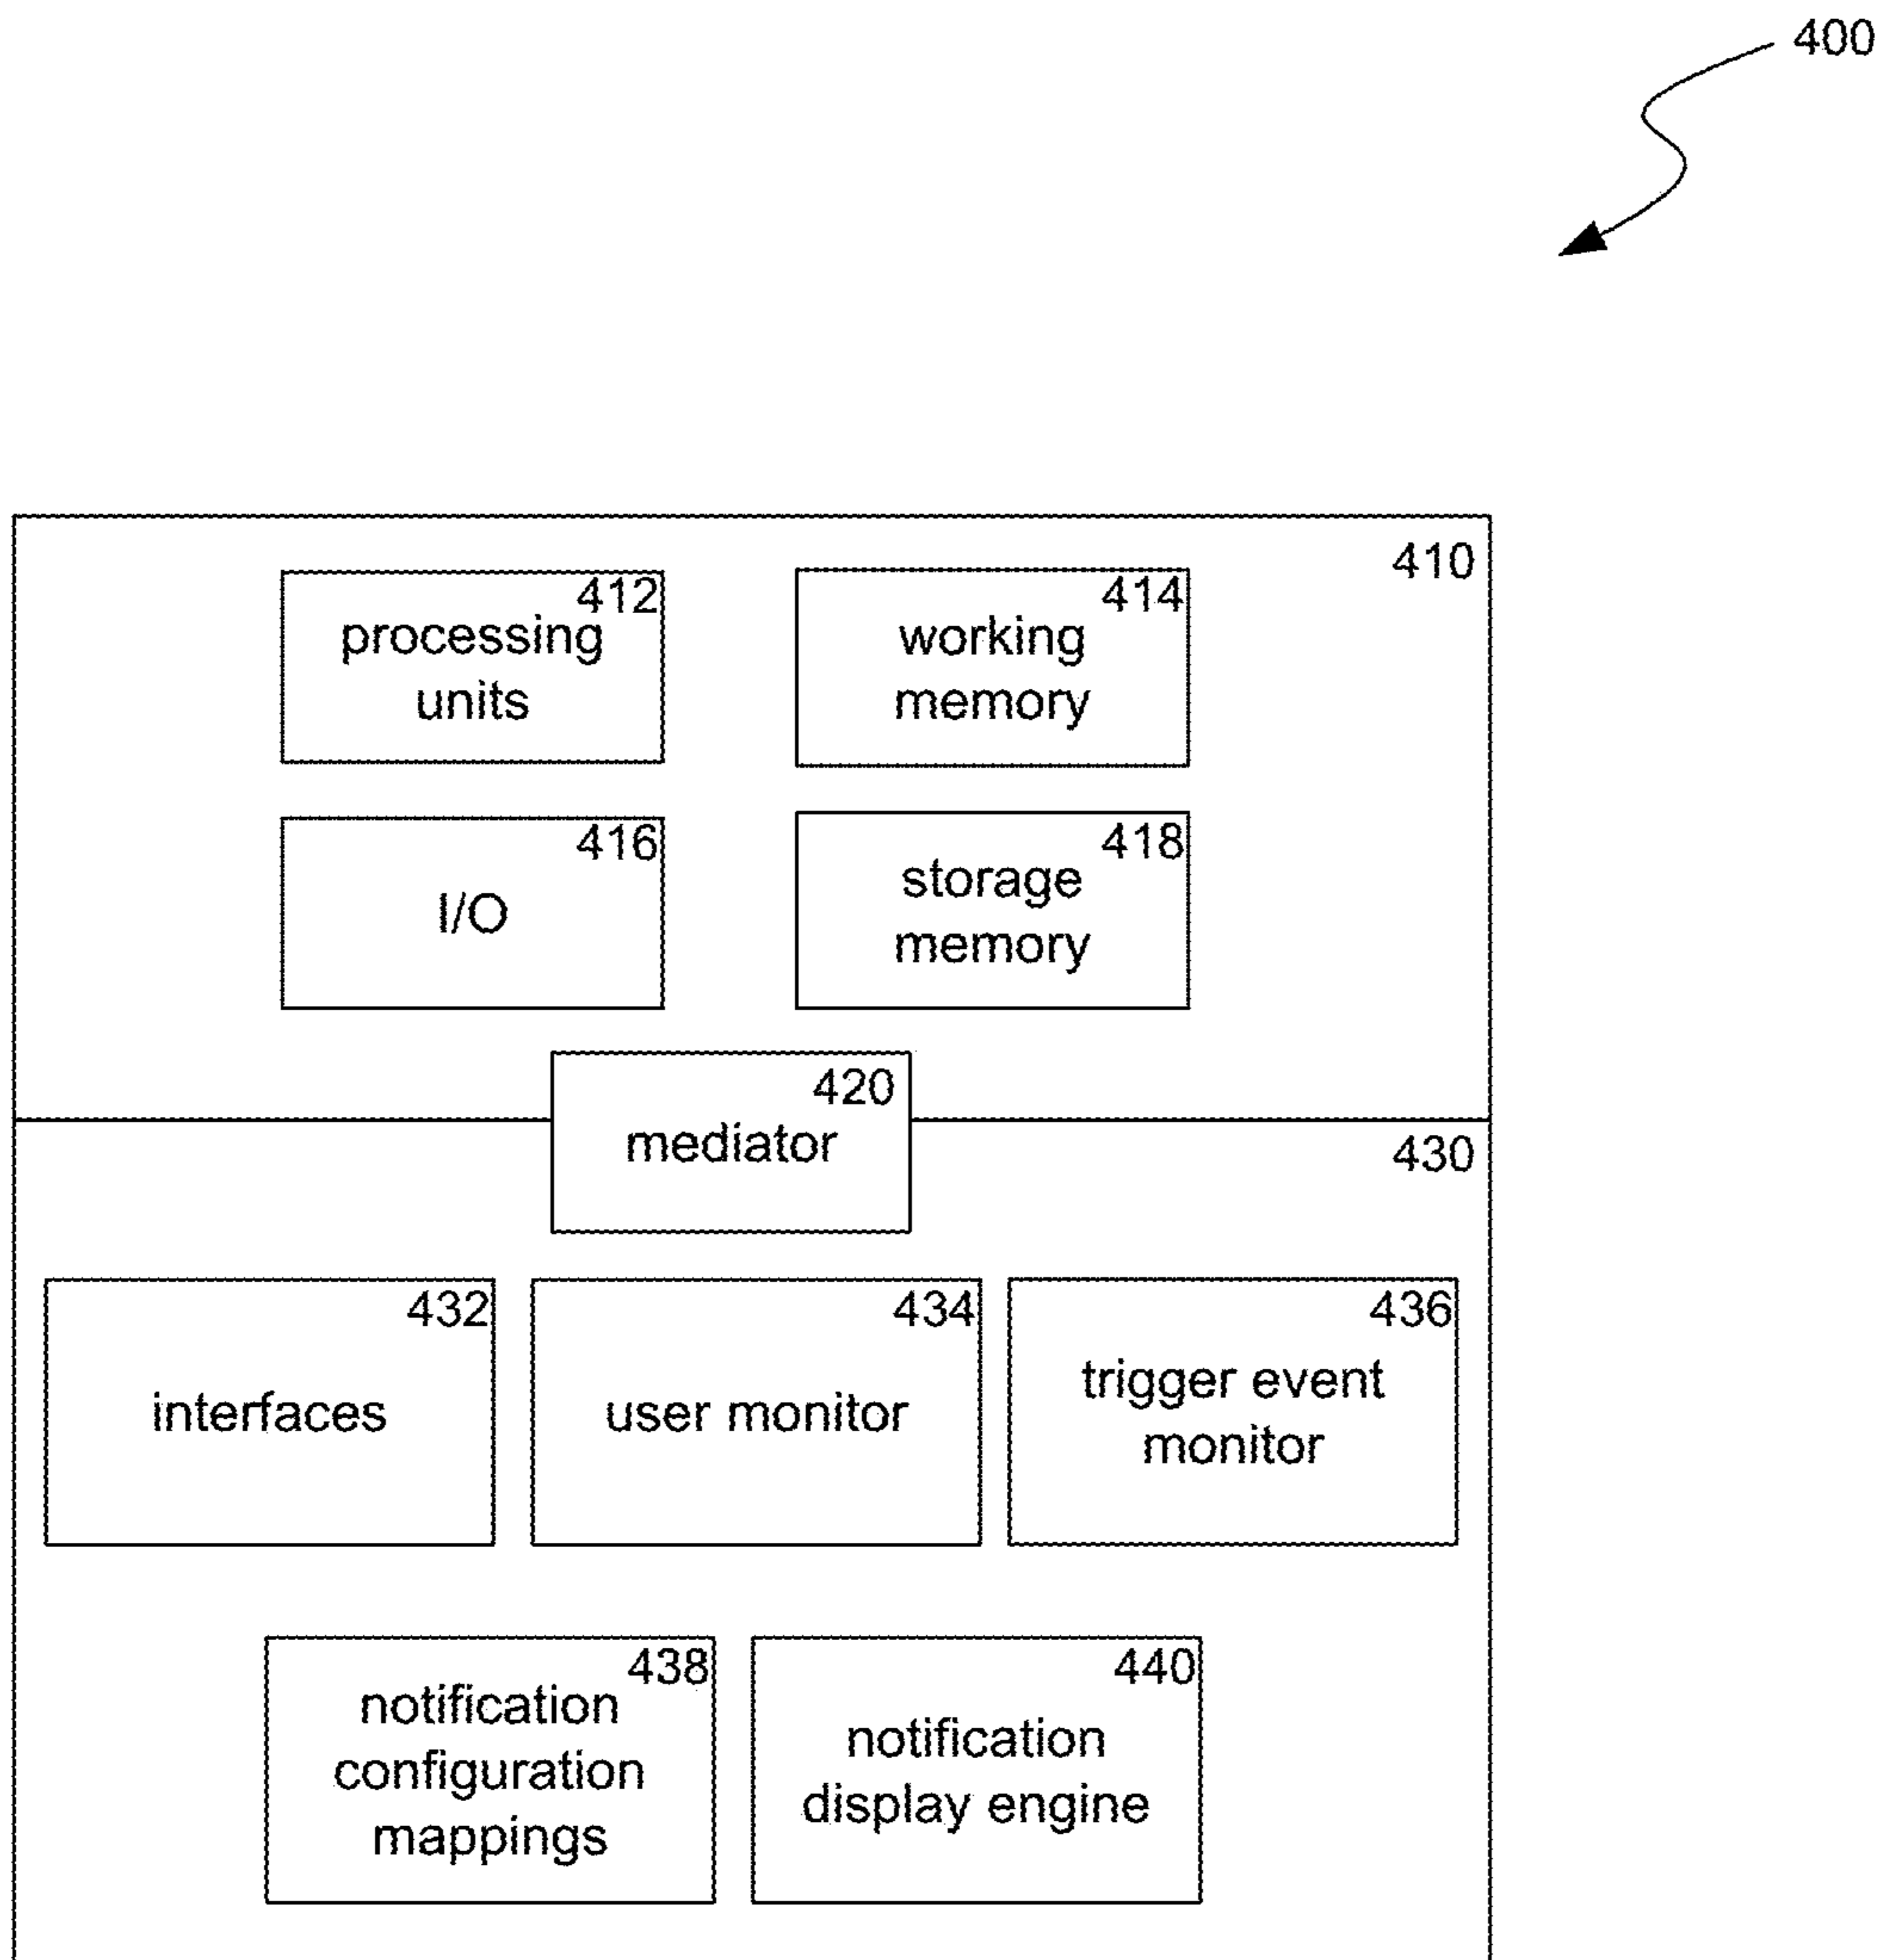 400
410
412
processing
units
414
working
memory
416
I/O
418
storage
memory
420
mediator
430
432
interfaces
434
user monitor
436
trigger event
monitor
438
notification
configuration
mappings
440
notification
display engine